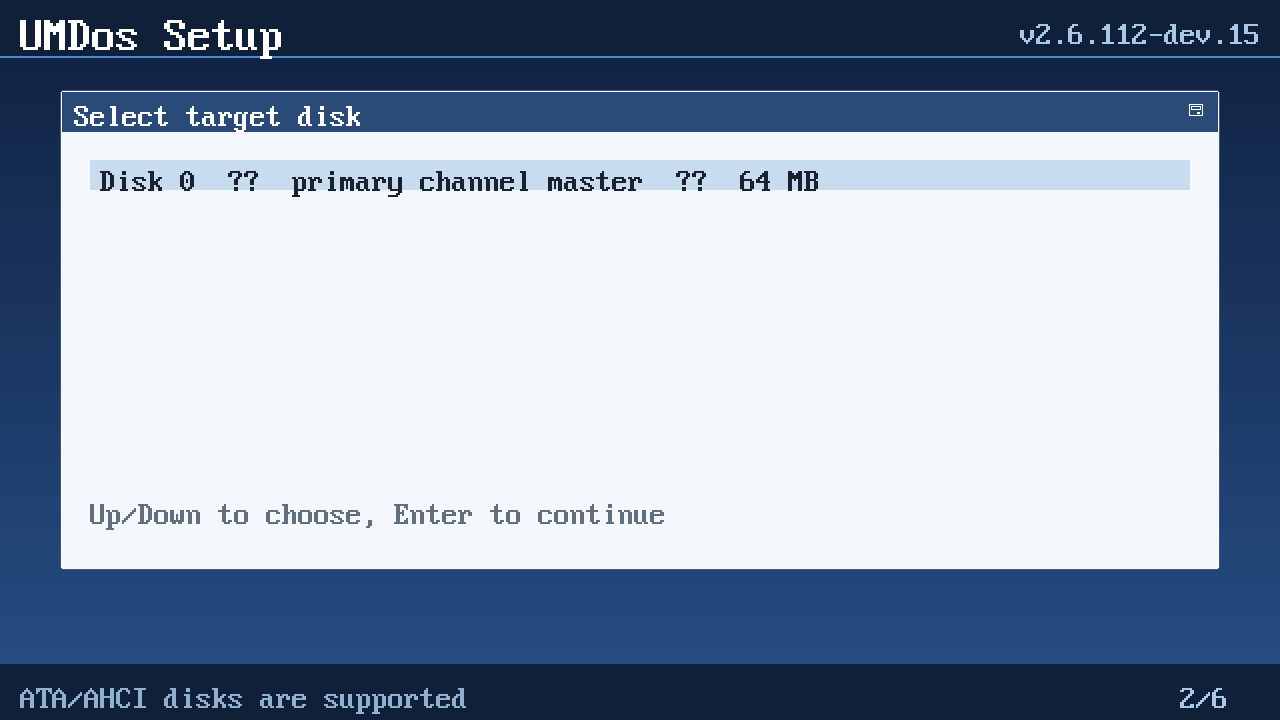 UMDos Setup
v2.6.112-dev.15
Select target disk
Disk 0  ??  primary channel master  ??  64 MB
Up/Down to choose, Enter to continue
ATA/AHCI disks are supported
2/6